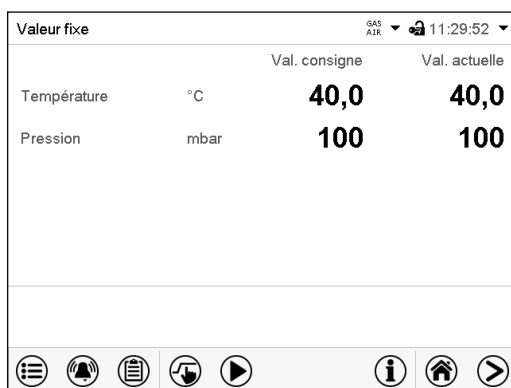 Valeur fixe GAS AIR 11:29:52
Val. consigne Val. actuelle
Température °C 40,0 40,0
Pression mbar 100 100